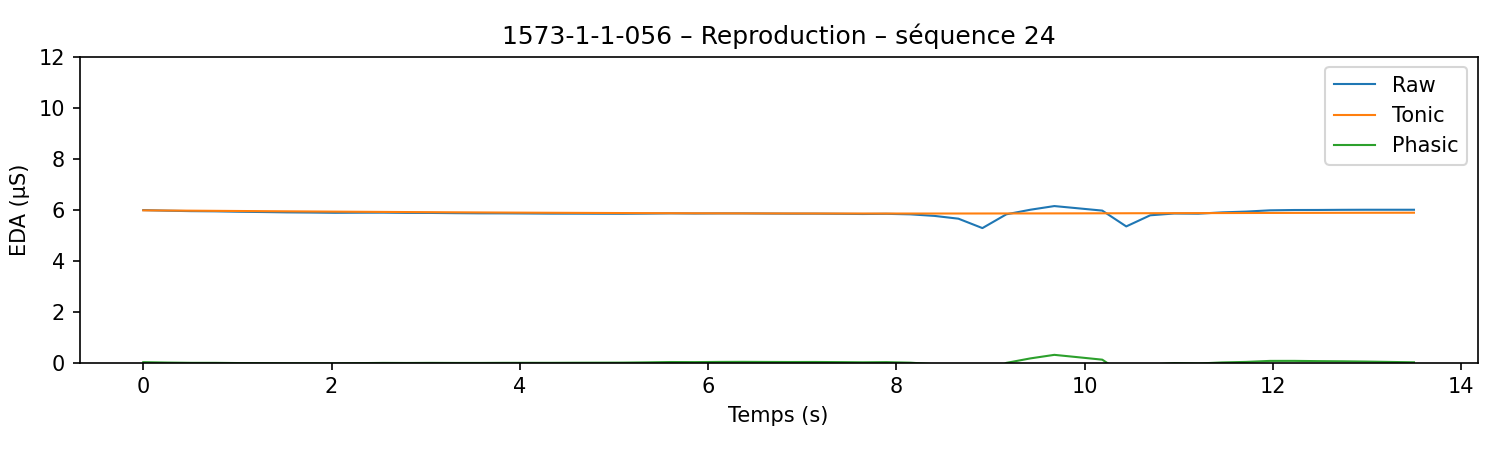 1573-1-1-056 – Reproduction – séquence 24
EDA (µS)
12
10
8
6
4
2
0
Raw
Tonic
Phasic
0 2 4 6 8 10 12 14
Temps (s)